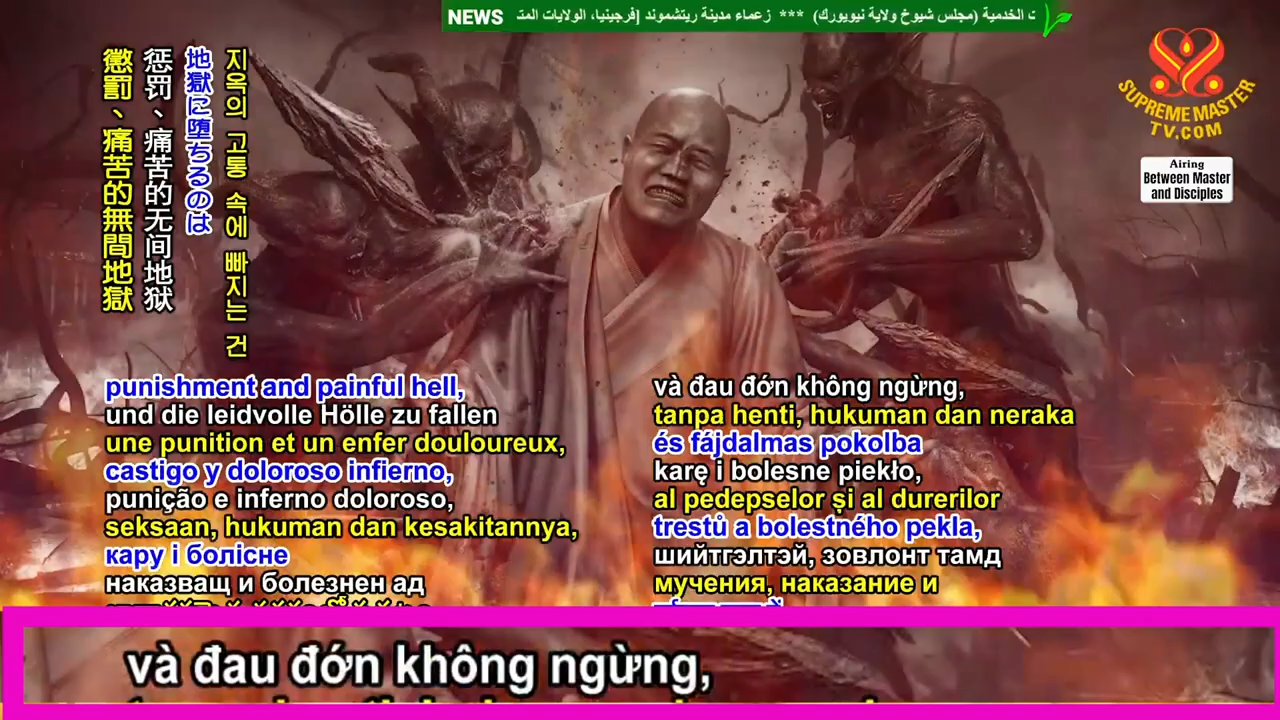 NEWS
ت الخدمية (مجلس شيوخ ولاية نيويورك) *** زعماء مدينة ريتشموند [فرجينيا، الولايات المتـ
SUPREME MASTER
TV.COM
Airing
Between Master
and Disciples
懲罰、痛苦的無間地獄
惩罚、痛苦的无间地狱
地獄に堕ちるのは
지옥의 고통 속에 빠지는 건
punishment and painful hell,
und die leidvolle Hölle zu fallen
une punition et un enfer douloureux,
castigo y doloroso infierno,
punição e inferno doloroso,
seksaan, hukuman dan kesakitannya,
кару і болісне
наказващ и болезнен ад
và đau đớn không ngừng,
tanpa henti, hukuman dan neraka
és fájdalmas pokolba
karę i bolesne piekło,
al pedepselor și al durerilor
trestů a bolestného pekla,
шийтгэлтэй, зовлонт тамд
мучения, наказание и
và đau đớn không ngừng,